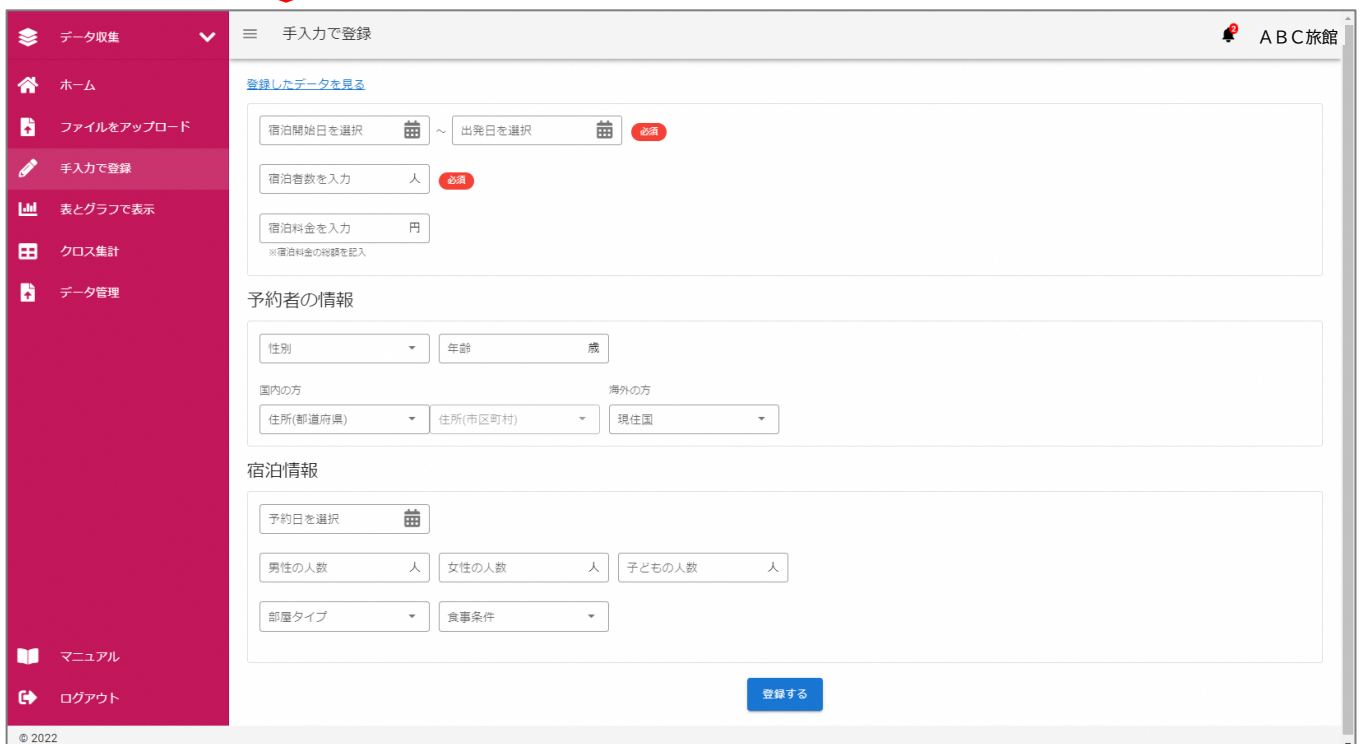 データ収集
手入力で登録
2
ABC旅館
ホーム
ファイルをアップロード
手入力で登録
表とグラフで表示
クロス集計
データ管理
マニュアル
ログアウト
登録したデータを見る
宿泊開始日を選択 ～ 出発日を選択 必須
宿泊者数を入力 人 必須
宿泊料金を入力 円
※宿泊料金の総額を記入
予約者の情報
性別 年齢 歳
国内の方 海外の方
住所(都道府県) 住所(市区町村) 現住国
宿泊情報
予約日を選択
男性の人数 人 女性の人数 人 子どもの人数 人
部屋タイプ 食事条件
登録する
© 2022